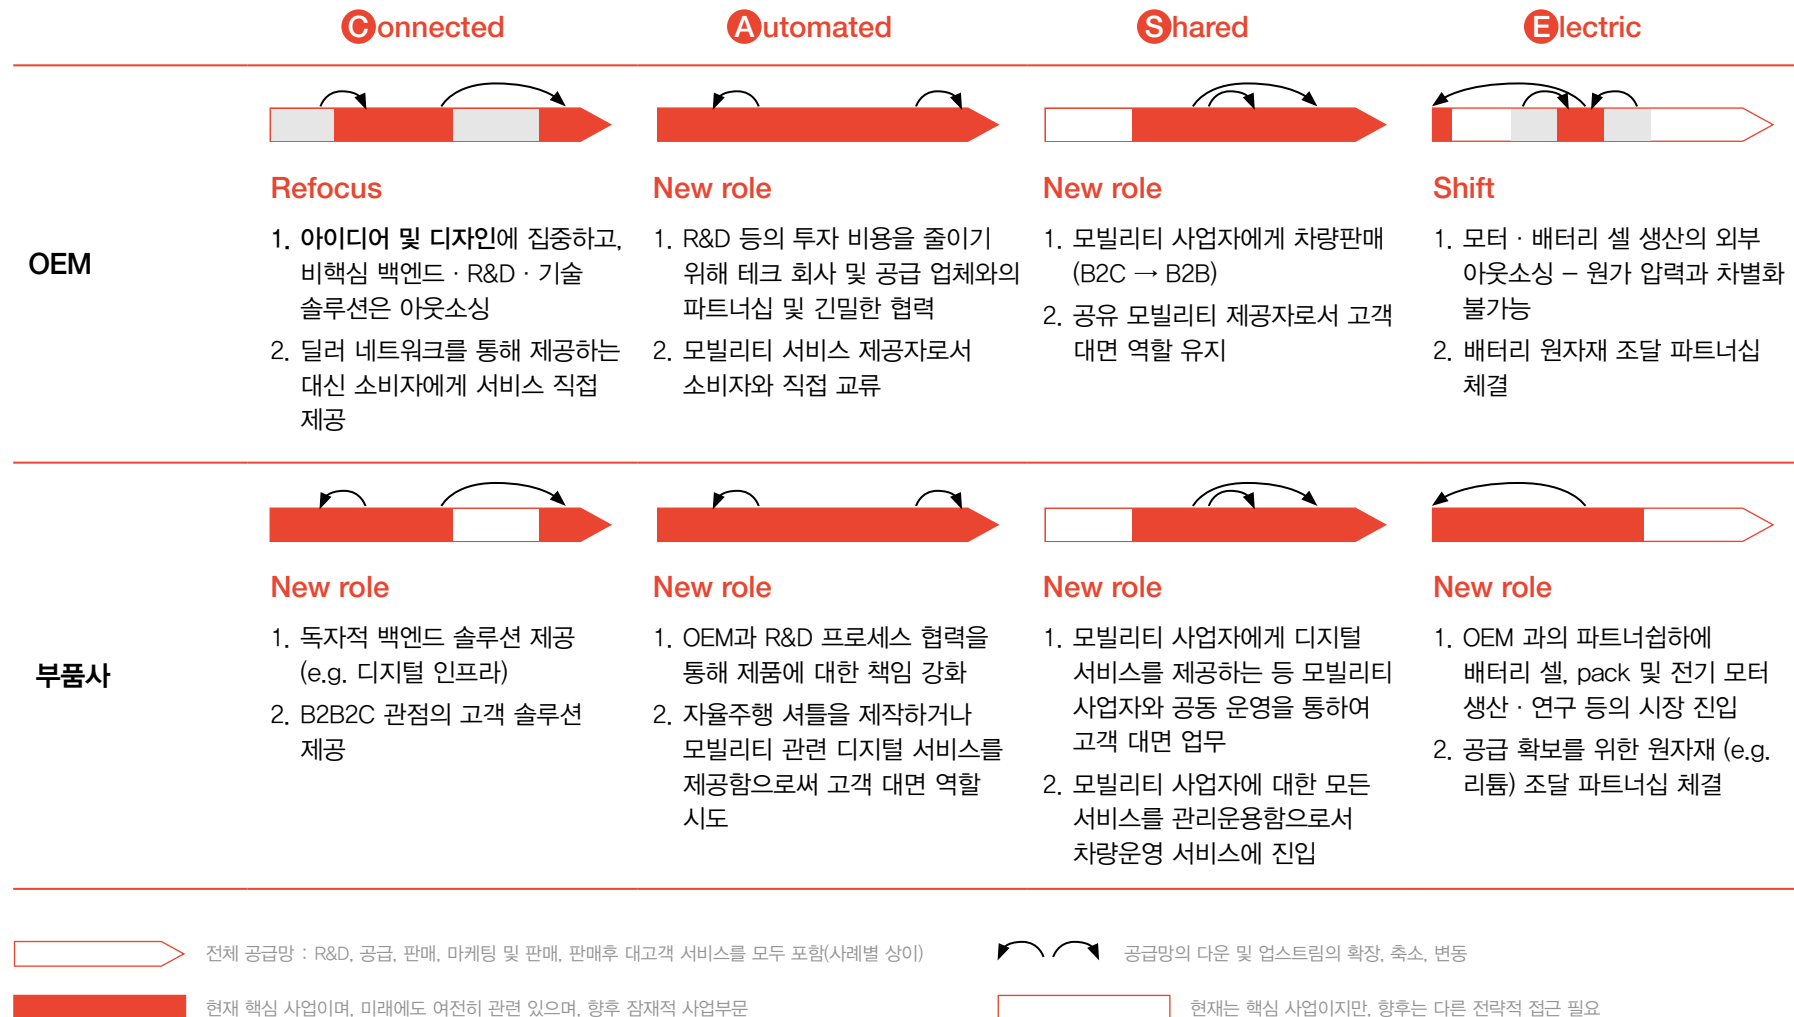 Connected
Automated
Shared
Electric
OEM
Refocus
1. 아이디어 및 디자인에 집중하고,
비핵심 백엔드 · R&D · 기술
솔루션은 아웃소싱
2. 딜러 네트워크를 통해 제공하는
대신 소비자에게 서비스 직접
제공
New role
1. R&D 등의 투자 비용을 줄이기
위해 테크 회사 및 공급 업체와의
파트너십 및 긴밀한 협력
2. 모빌리티 서비스 제공자로서
소비자와 직접 교류
New role
1. 모빌리티 사업자에게 차량판매
(B2C → B2B)
2. 공유 모빌리티 제공자로서 고객
대면 역할 유지
Shift
1. 모터 · 배터리 셀 생산의 외부
아웃소싱 – 원가 압력과 차별화
불가능
2. 배터리 원자재 조달 파트너십
체결
부품사
New role
1. 독자적 백엔드 솔루션 제공
(e.g. 디지털 인프라)
2. B2B2C 관점의 고객 솔루션
제공
New role
1. OEM과 R&D 프로세스 협력을
통해 제품에 대한 책임 강화
2. 자율주행 셔틀을 제작하거나
모빌리티 관련 디지털 서비스를
제공함으로써 고객 대면 역할
시도
New role
1. 모빌리티 사업자에게 디지털
서비스를 제공하는 등 모빌리티
사업자와 공동 운영을 통하여
고객 대면 업무
2. 모빌리티 사업자에 대한 모든
서비스를 관리운용함으로서
차량운영 서비스에 진입
New role
1. OEM 과의 파트너쉽하에
배터리 셀, pack 및 전기 모터
생산 · 연구 등의 시장 진입
2. 공급 확보를 위한 원자재 (e.g.
리튬) 조달 파트너십 체결
전체 공급망 : R&D, 공급, 판매, 마케팅 및 판매, 판매후 대고객 서비스를 모두 포함(사례별 상이)
공급망의 다운 및 업스트림의 확장, 축소, 변동
현재 핵심 사업이며, 미래에도 여전히 관련 있으며, 향후 잠재적 사업부문
현재는 핵심 사업이지만, 향후는 다른 전략적 접근 필요